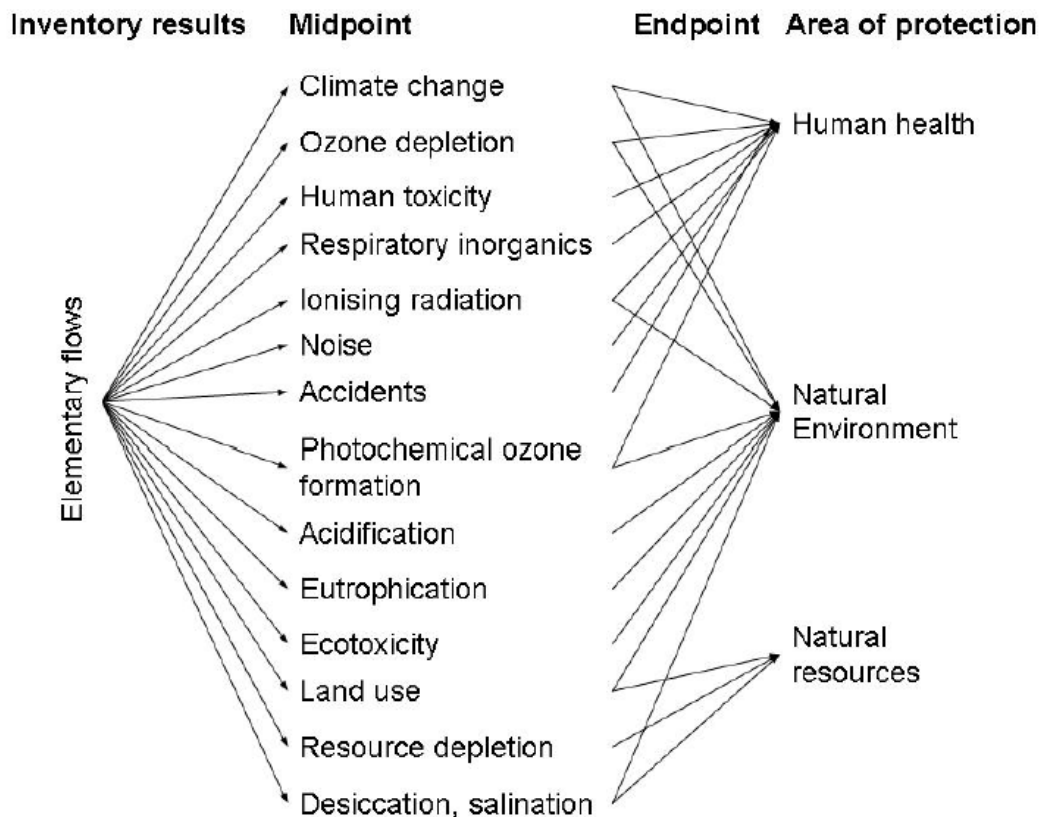 Inventory results Midpoint Endpoint Area of protection
Climate change
Ozone depletion
Human toxicity
Respiratory inorganics
Ionising radiation
Noise
Accidents
Photochemical ozone
formation
Acidification
Eutrophication
Ecotoxicity
Land use
Resource depletion
Desiccation, salination
Elementary flows
Human health
Natural
Environment
Natural
resources